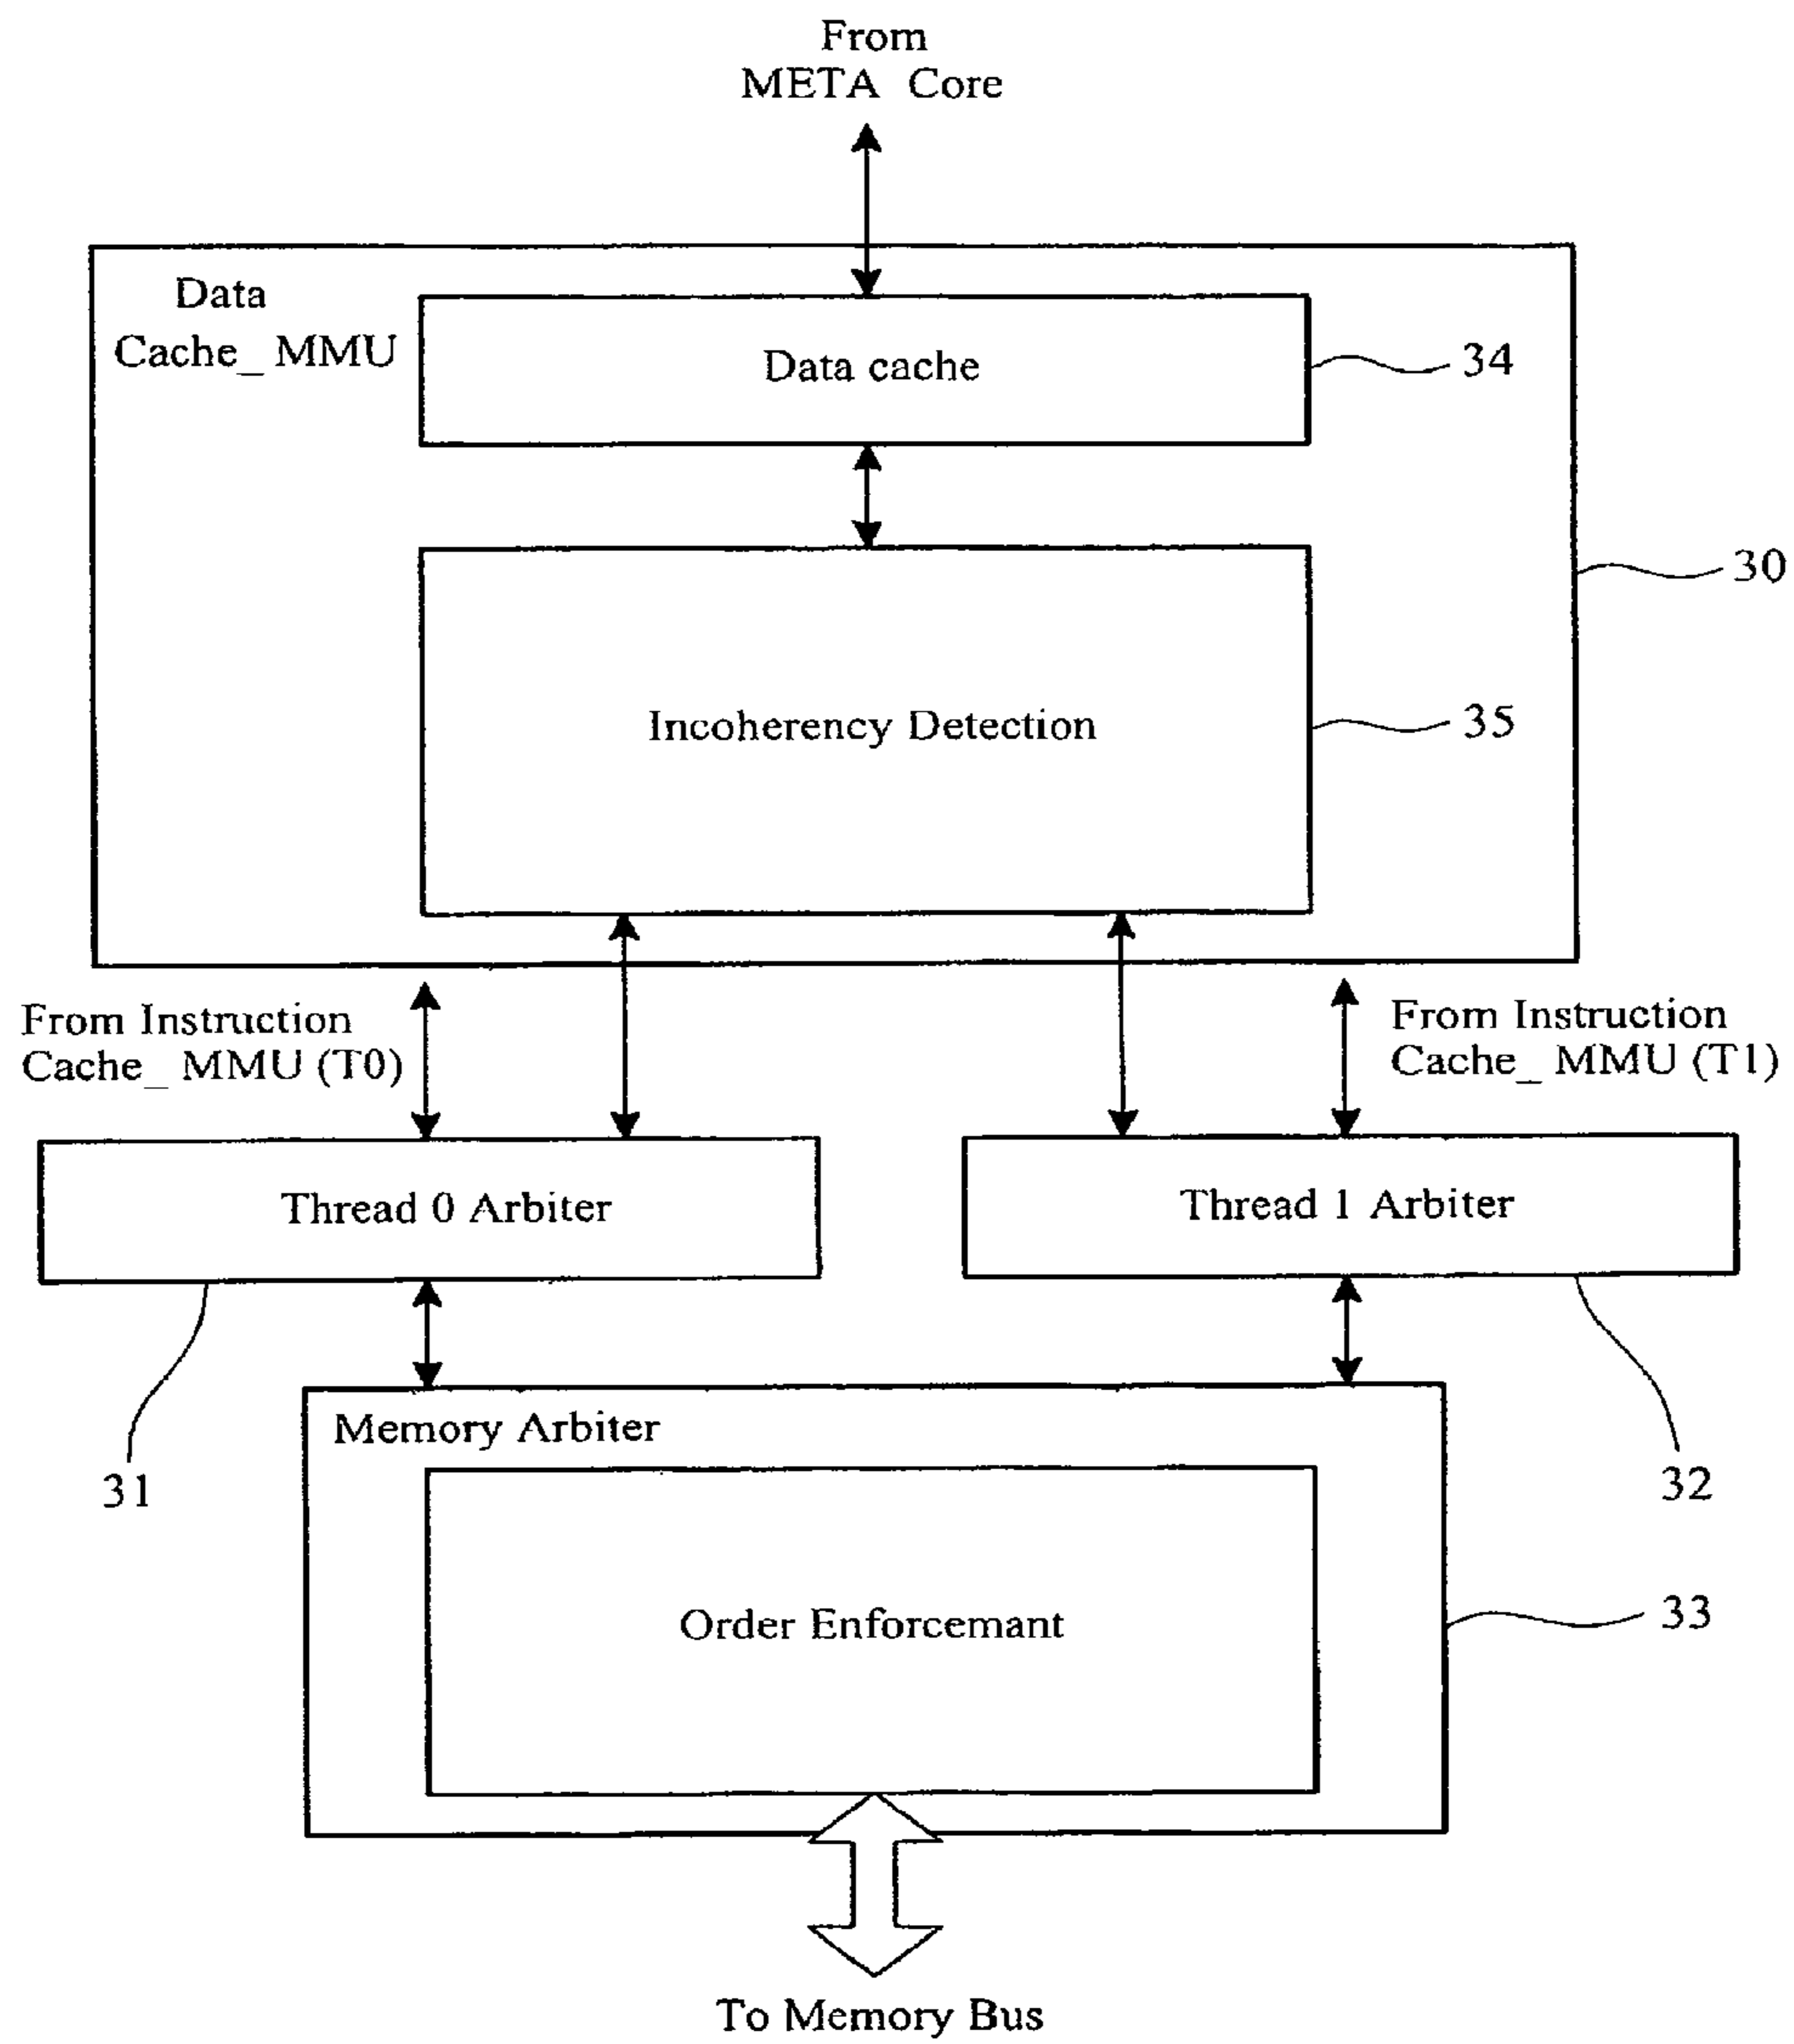 From
META Core
Data
Cache_ MMU
Data cache
34
30
Incoherency Detection
35
From Instruction
Cache_ MMU (T0)
From Instruction
Cache_ MMU (T1)
Thread 0 Arbiter
Thread 1 Arbiter
Memory Arbiter
31
32
Order Enforcemant
33
To Memory Bus